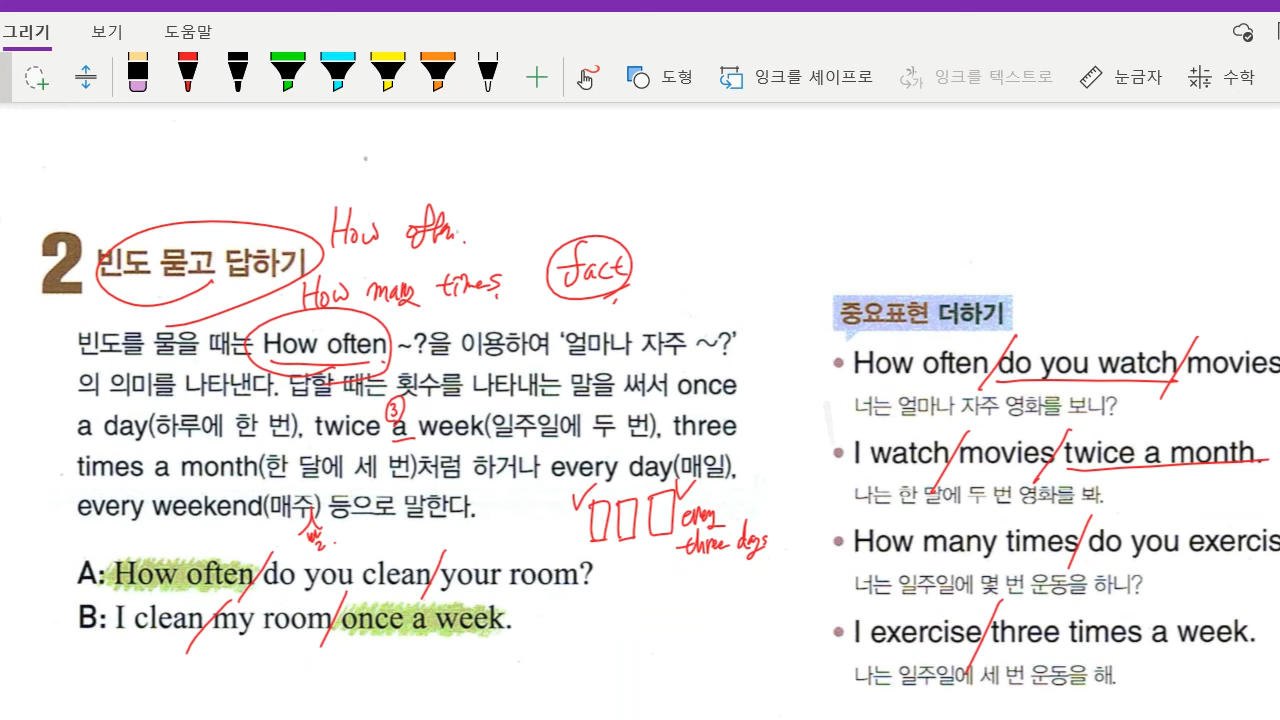 그리기 보기 도움말
도형 잉크를 셰이프로 잉크를 텍스트로 눈금자 수학
How often.
2 빈도 묻고 답하기
fact
How many times
빈도를 물을 때는 How often ~?을 이용하여 '얼마나 자주 ~?'
의 의미를 나타낸다. 답할 때는 횟수를 나타내는 말을 써서 once
③
a day(하루에 한 번), twice a week(일주일에 두 번), three
times a month(한 달에 세 번)처럼 하거나 every day(매일),
every weekend(매주) 등으로 말한다.
every
three days
A: How often do you clean your room?
B: I clean my room once a week.
중요표현 더하기
• How often do you watch movies
너는 얼마나 자주 영화를 보니?
• I watch movies twice a month.
나는 한 달에 두 번 영화를 봐.
• How many times do you exercis
너는 일주일에 몇 번 운동을 하니?
• I exercise three times a week.
나는 일주일에 세 번 운동을 해.